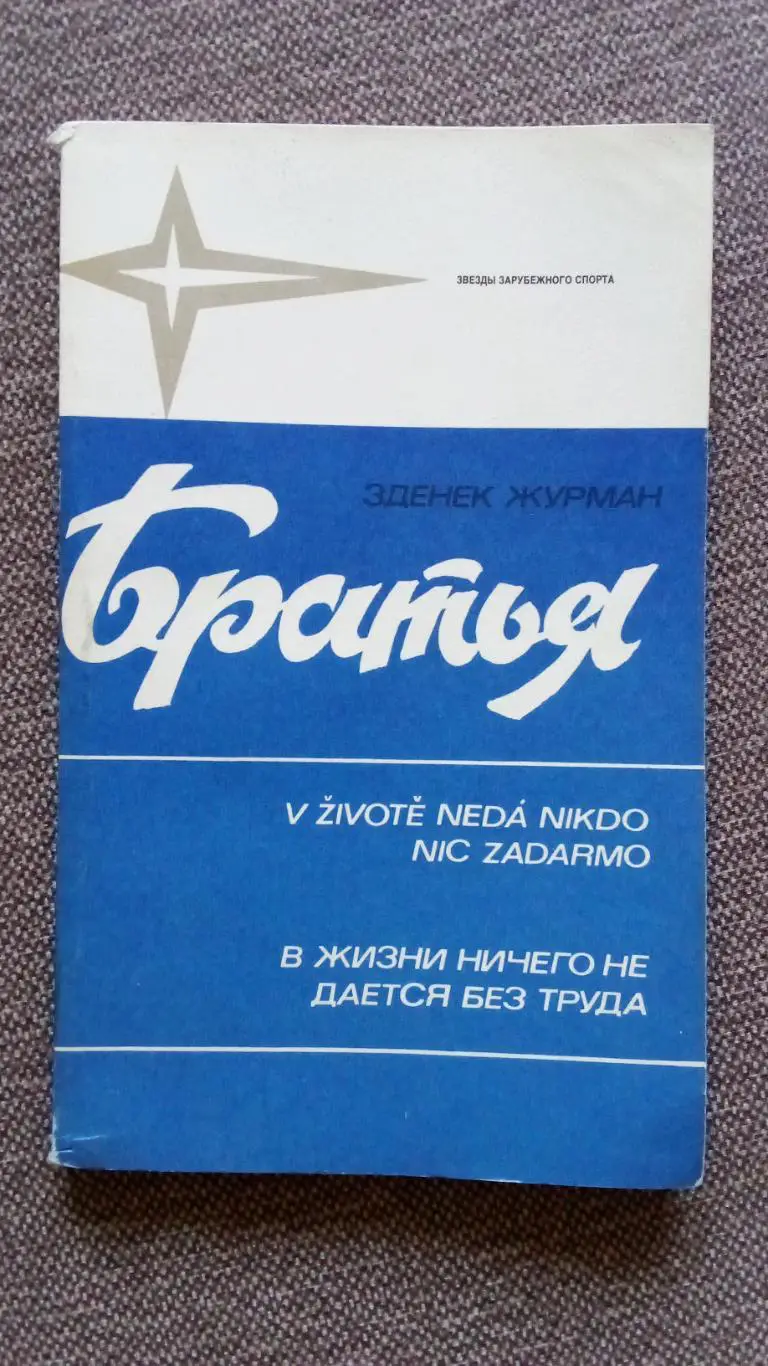 ЗВЕЗДЫ ЗАРУБЕЖНОГО СПОРТА
ЗДЕНЕК ЖУРМАН
Братья
V ŽIVOTĚ NEDÁ NIKDO
NIC ZADARMO
В ЖИЗНИ НИЧЕГО НЕ
ДАЕТСЯ БЕЗ ТРУДА